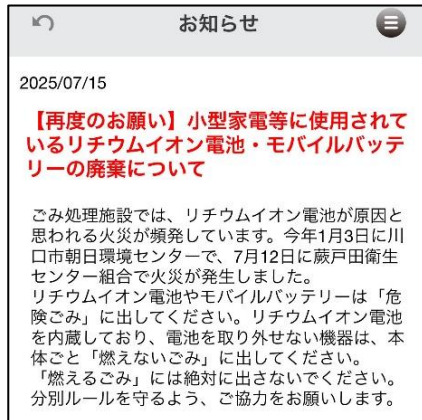 お知らせ
2025/07/15
【再度のお願い】小型家電等に使用されて
いるリチウムイオン電池・モバイルバッテ
リーの廃棄について
ごみ処理施設では、リチウムイオン電池が原因と
思われる火災が頻発しています。今年1月3日に川
口市朝日環境センターで、7月12日に蕨戸田衛生
センター組合で火災が発生しました。
リチウムイオン電池やモバイルバッテリーは「危
険ごみ」に出してください。リチウムイオン電池
を内蔵しており、電池を取り外せない機器は、本
体ごと「燃えないごみ」に出してください。
「燃えるごみ」には絶対に出さないでください。
分別ルールを守るよう、ご協力をお願いします。